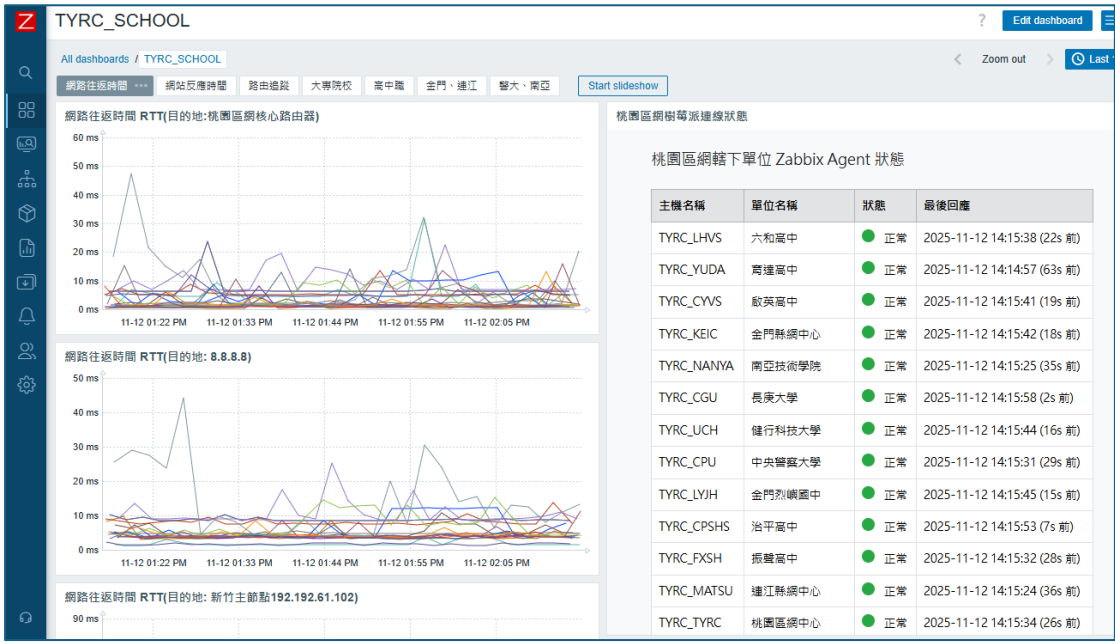 Z
TYRC_SCHOOL
?
Edit dashboard
All dashboards / TYRC_SCHOOL
Zoom out
Last 1
網路往返時間 •••
網站反應時間
路由追蹤
大專院校
高中職
金門、連江
警大、南亞
Start slideshow
網路往返時間 RTT(目的地:桃園區網核心路由器)
60 ms
50 ms
40 ms
30 ms
20 ms
10 ms
0 ms
11-12 01:22 PM 11-12 01:33 PM 11-12 01:44 PM 11-12 01:55 PM 11-12 02:05 PM
網路往返時間 RTT(目的地: 8.8.8.8)
50 ms
40 ms
30 ms
20 ms
10 ms
0 ms
11-12 01:22 PM 11-12 01:33 PM 11-12 01:44 PM 11-12 01:55 PM 11-12 02:05 PM
網路往返時間 RTT(目的地: 新竹主節點192.192.61.102)
90 ms
桃園區網樹莓派連線狀態
桃園區網轄下單位 Zabbix Agent 狀態
主機名稱 單位名稱 狀態 最後回應
TYRC_LHVS 六和高中 正常 2025-11-12 14:15:38 (22s 前)
TYRC_YUDA 育達高中 正常 2025-11-12 14:14:57 (63s 前)
TYRC_CYVS 啟英高中 正常 2025-11-12 14:15:41 (19s 前)
TYRC_KEIC 金門縣網中心 正常 2025-11-12 14:15:42 (18s 前)
TYRC_NANYA 南亞技術學院 正常 2025-11-12 14:15:25 (35s 前)
TYRC_CGU 長庚大學 正常 2025-11-12 14:15:58 (2s 前)
TYRC_UCH 健行科技大學 正常 2025-11-12 14:15:44 (16s 前)
TYRC_CPU 中央警察大學 正常 2025-11-12 14:15:31 (29s 前)
TYRC_LYJH 金門烈嶼國中 正常 2025-11-12 14:15:45 (15s 前)
TYRC_CPSHS 治平高中 正常 2025-11-12 14:15:53 (7s 前)
TYRC_FXSH 振聲高中 正常 2025-11-12 14:15:32 (28s 前)
TYRC_MATSU 連江縣網中心 正常 2025-11-12 14:15:24 (36s 前)
TYRC_TYRC 桃園區網中心 正常 2025-11-12 14:15:34 (26s 前)